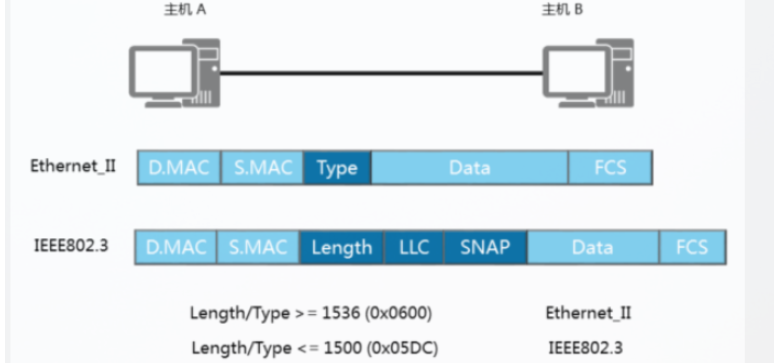 主机 A 主机 B
Ethernet_II D.MAC S.MAC Type Data FCS
IEEE802.3 D.MAC S.MAC Length LLC SNAP Data FCS
Length/Type >= 1536 (0x0600) Ethernet_II
Length/Type <= 1500 (0x05DC) IEEE802.3